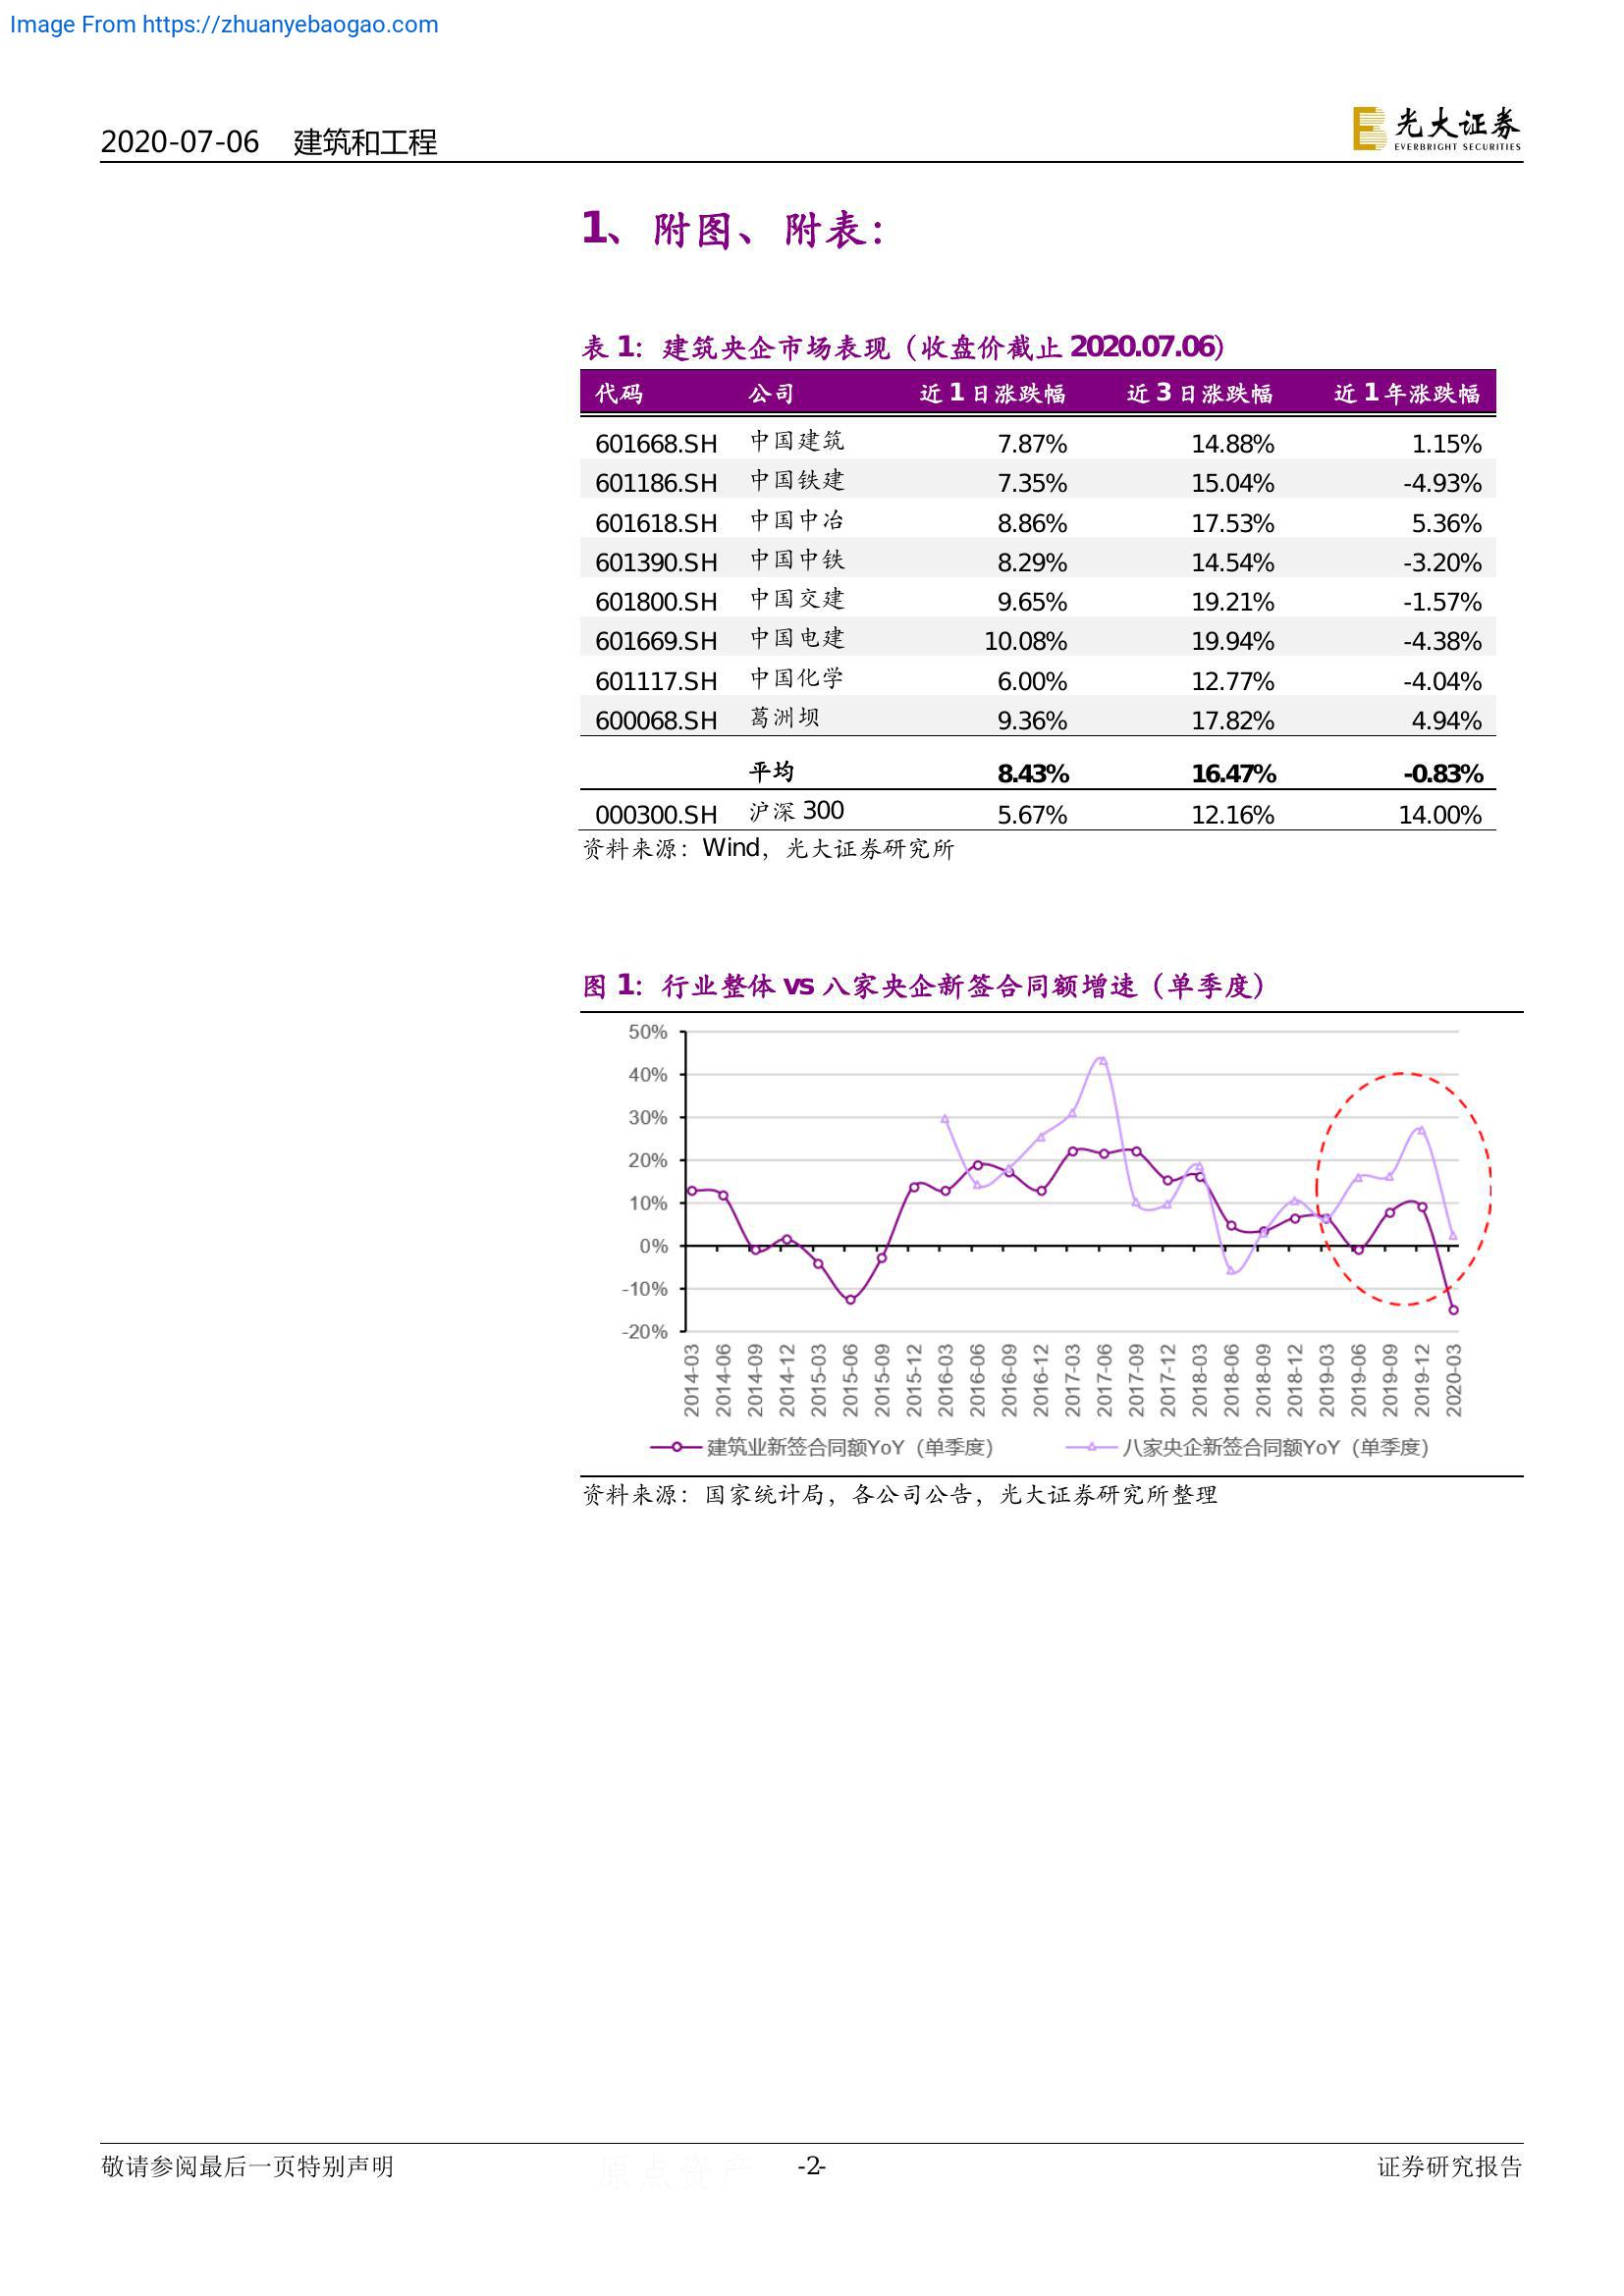 Image From https://zhuanyebaogao.com
2020-07-06 建筑和工程
光大证券
EVERBRIGHT SECURITIES
1、附图、附表：
表 1：建筑央企市场表现（收盘价截止 2020.07.06）
代码 公司 近 1 日涨跌幅 近 3 日涨跌幅 近 1 年涨跌幅
601668.SH 中国建筑 7.87% 14.88% 1.15%
601186.SH 中国铁建 7.35% 15.04% -4.93%
601618.SH 中国中冶 8.86% 17.53% 5.36%
601390.SH 中国中铁 8.29% 14.54% -3.20%
601800.SH 中国交建 9.65% 19.21% -1.57%
601669.SH 中国电建 10.08% 19.94% -4.38%
601117.SH 中国化学 6.00% 12.77% -4.04%
600068.SH 葛洲坝 9.36% 17.82% 4.94%
平均 8.43% 16.47% -0.83%
000300.SH 沪深 300 5.67% 12.16% 14.00%
资料来源：Wind，光大证券研究所
图 1：行业整体 vs 八家央企新签合同额增速（单季度）
50%
40%
30%
20%
10%
0%
-10%
-20%
2014-03 2014-06 2014-09 2014-12 2015-03 2015-06 2015-09 2015-12 2016-03 2016-06 2016-09 2016-12 2017-03 2017-06 2017-09 2017-12 2018-03 2018-06 2018-09 2018-12 2019-03 2019-06 2019-09 2019-12 2020-03
建筑业新签合同额YoY（单季度） 八家央企新签合同额YoY（单季度）
资料来源：国家统计局，各公司公告，光大证券研究所整理
敬请参阅最后一页特别声明 原点资产 -2- 证券研究报告